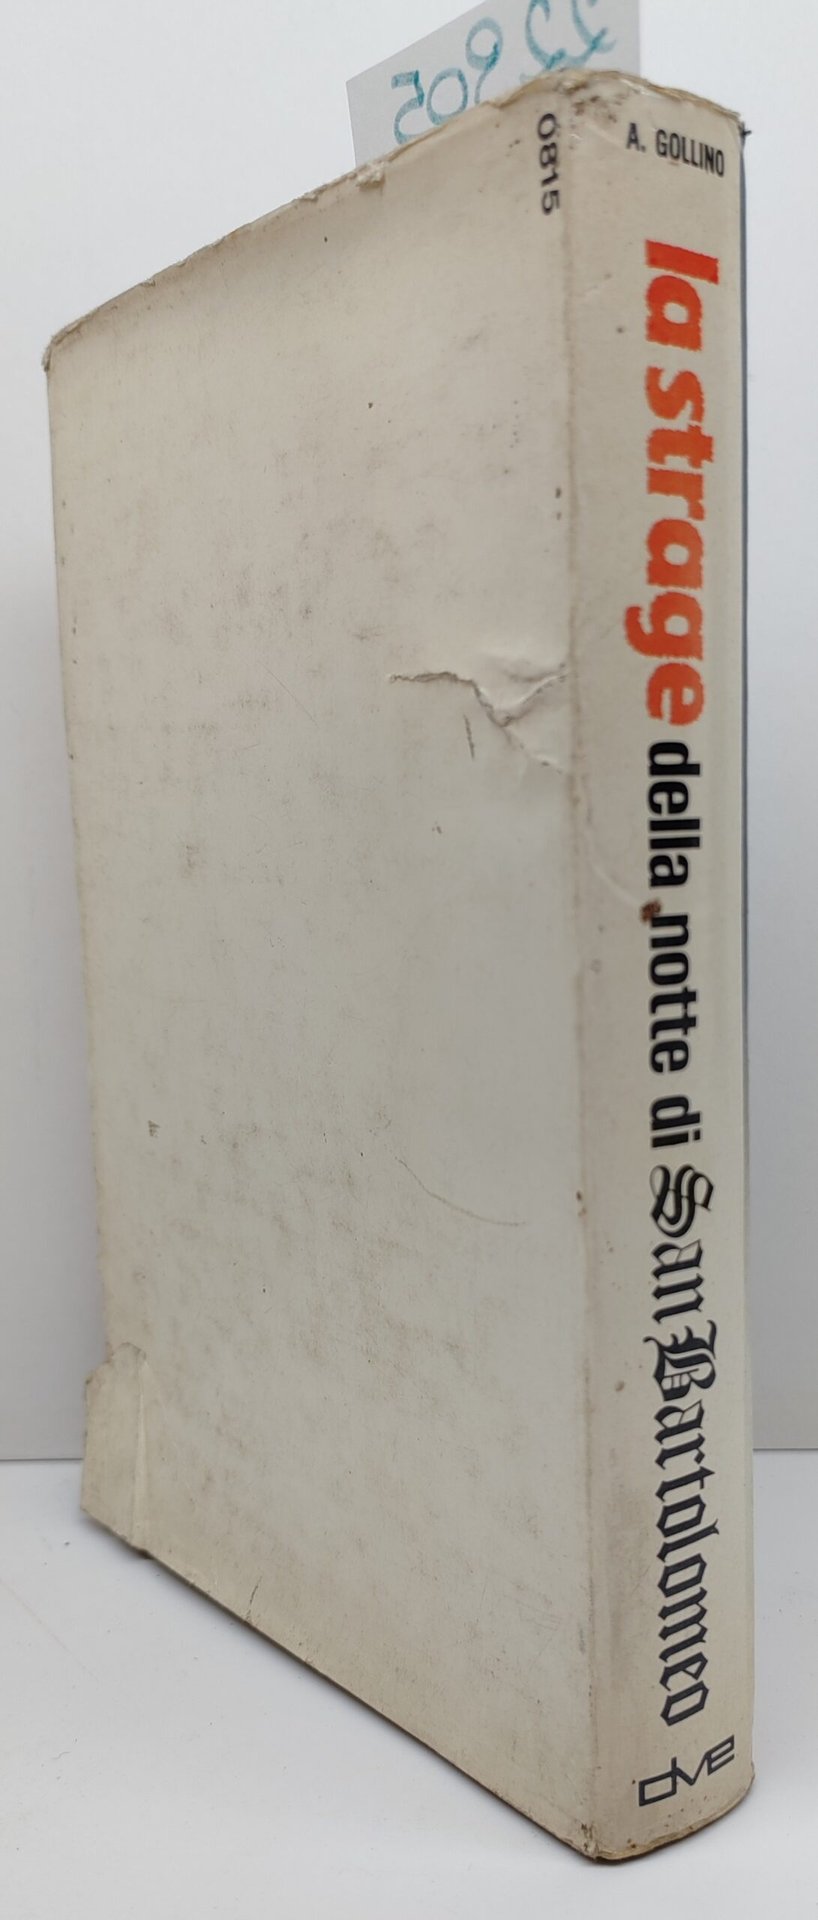 A. GOLLINO
la strage della notte di San Bartolomeo
DVE
0815